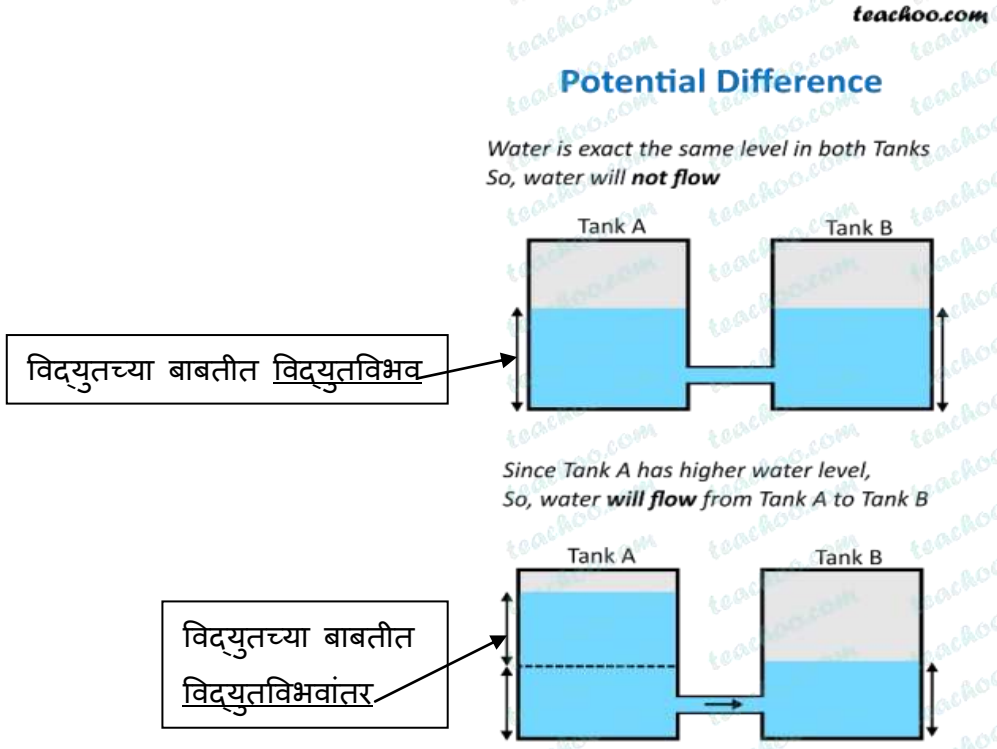 teachoo.com
Potential Difference
Water is exact the same level in both Tanks
So, water will not flow
Tank A
Tank B
विद्युतच्या बाबतीत विद्युतविभव
Since Tank A has higher water level,
So, water will flow from Tank A to Tank B
Tank A
Tank B
विद्युतच्या बाबतीत
विद्युतविभवांतर